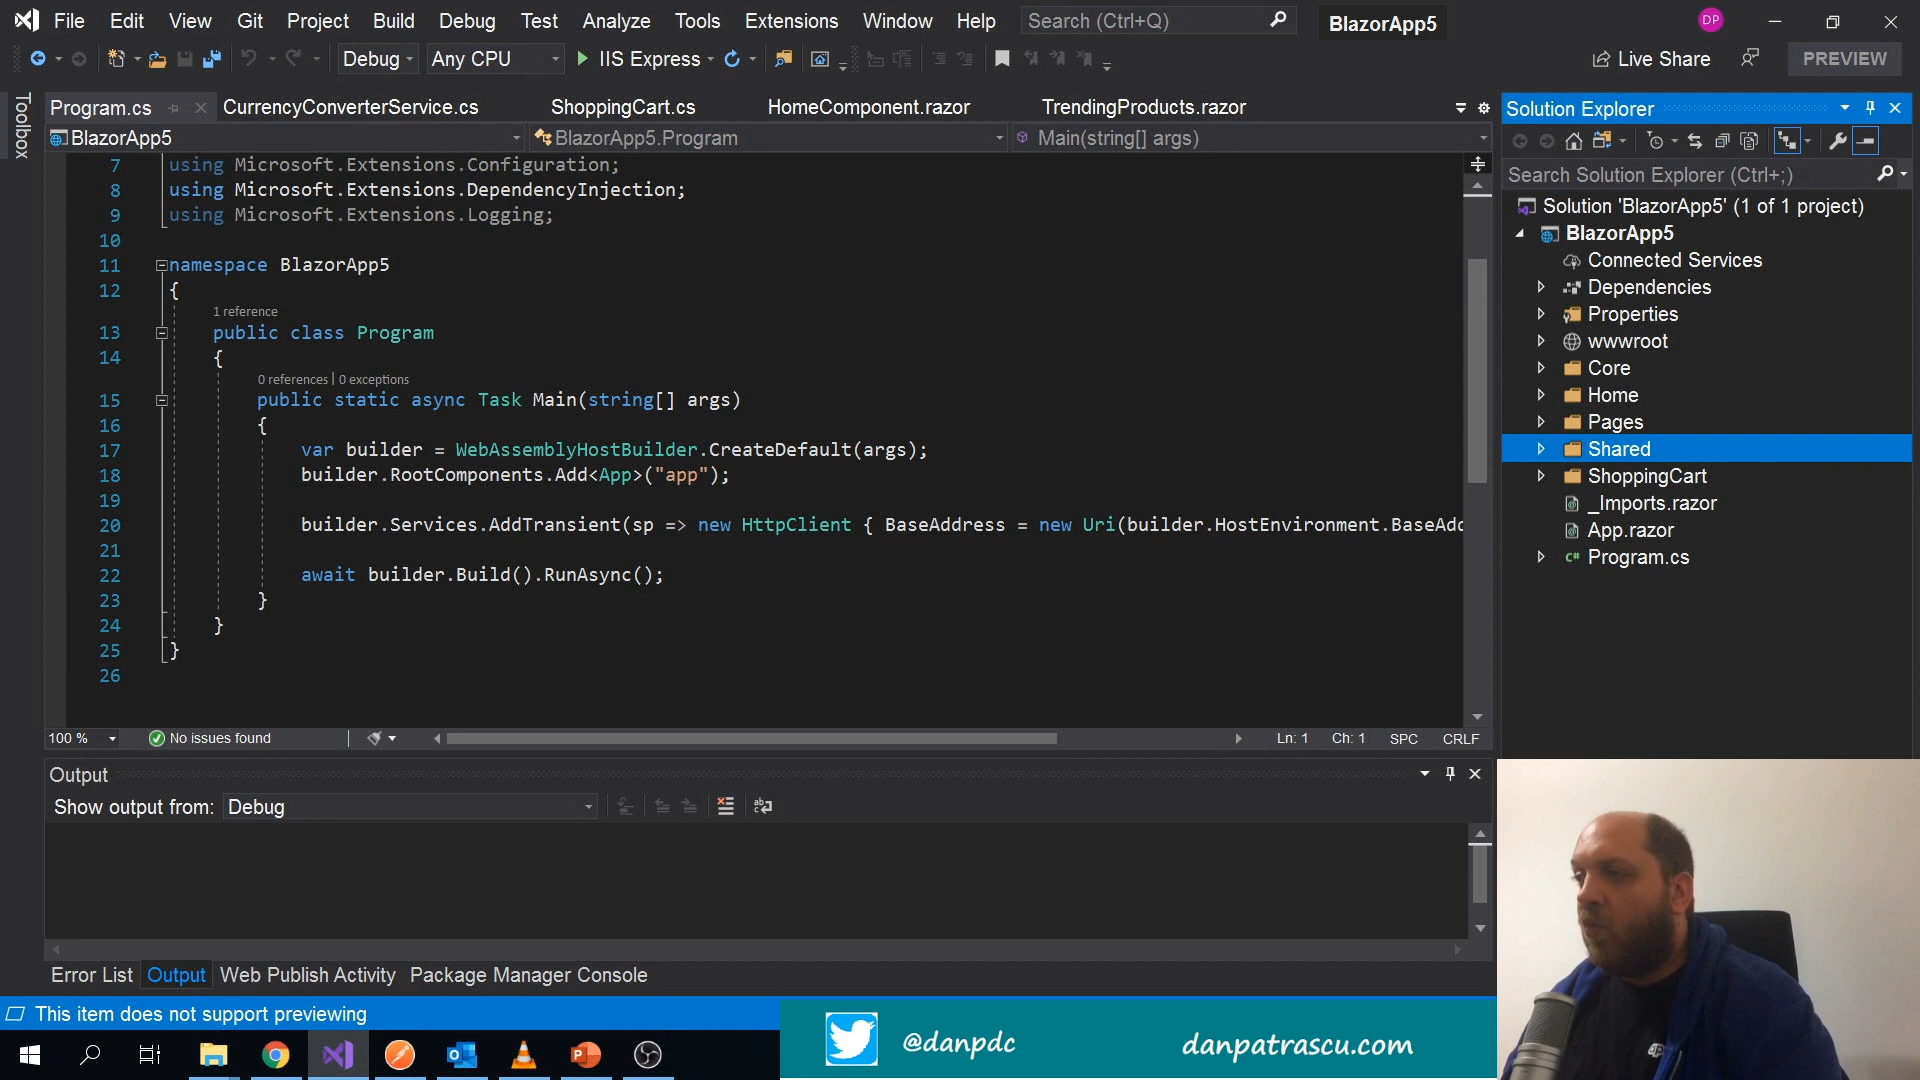 File Edit View Git Project Build Debug Test Analyze Tools Extensions Window Help Search (Ctrl+Q) BlazorApp5 DP
Debug Any CPU IIS Express Live Share PREVIEW
Toolbox
Program.cs CurrencyConverterService.cs ShoppingCart.cs HomeComponent.razor TrendingProducts.razor
BlazorApp5 BlazorApp5.Program Main(string[] args)
7 using Microsoft.Extensions.Configuration;
8 using Microsoft.Extensions.DependencyInjection;
9 using Microsoft.Extensions.Logging;
10
11 namespace BlazorApp5
12 {
1 reference
13 public class Program
14 {
0 references | 0 exceptions
15 public static async Task Main(string[] args)
16 {
17 var builder = WebAssemblyHostBuilder.CreateDefault(args);
18 builder.RootComponents.Add<App>("app");
19
20 builder.Services.AddTransient(sp => new HttpClient { BaseAddress = new Uri(builder.HostEnvironment.BaseAdd
21
22 await builder.Build().RunAsync();
23 }
24 }
25 }
26
100 % No issues found Ln: 1 Ch: 1 SPC CRLF
Output
Show output from: Debug
Error List Output Web Publish Activity Package Manager Console
This item does not support previewing
Solution Explorer
Search Solution Explorer (Ctrl+;)
Solution 'BlazorApp5' (1 of 1 project)
BlazorApp5
Connected Services
Dependencies
Properties
wwwroot
Core
Home
Pages
Shared
ShoppingCart
_Imports.razor
App.razor
C# Program.cs
@danpdc danpatrascu.com